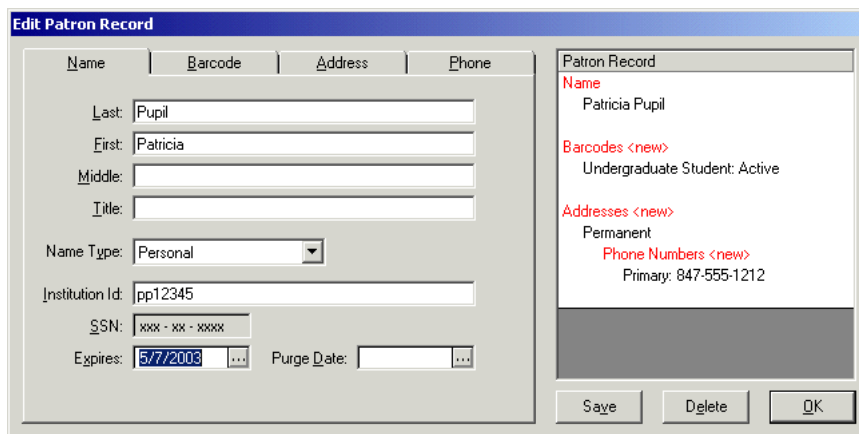 Edit Patron Record
Name Barcode Address Phone
Last: Pupil
First: Patricia
Middle:
Title:
Name Type: Personal
Institution Id: pp12345
SSN: xxx - xx - xxxx
Expires: 5/7/2003 ... Purge Date: ...
Patron Record
Name
Patricia Pupil
Barcodes <new>
Undergraduate Student: Active
Addresses <new>
Permanent
Phone Numbers <new>
Primary: 847-555-1212
Save Delete OK